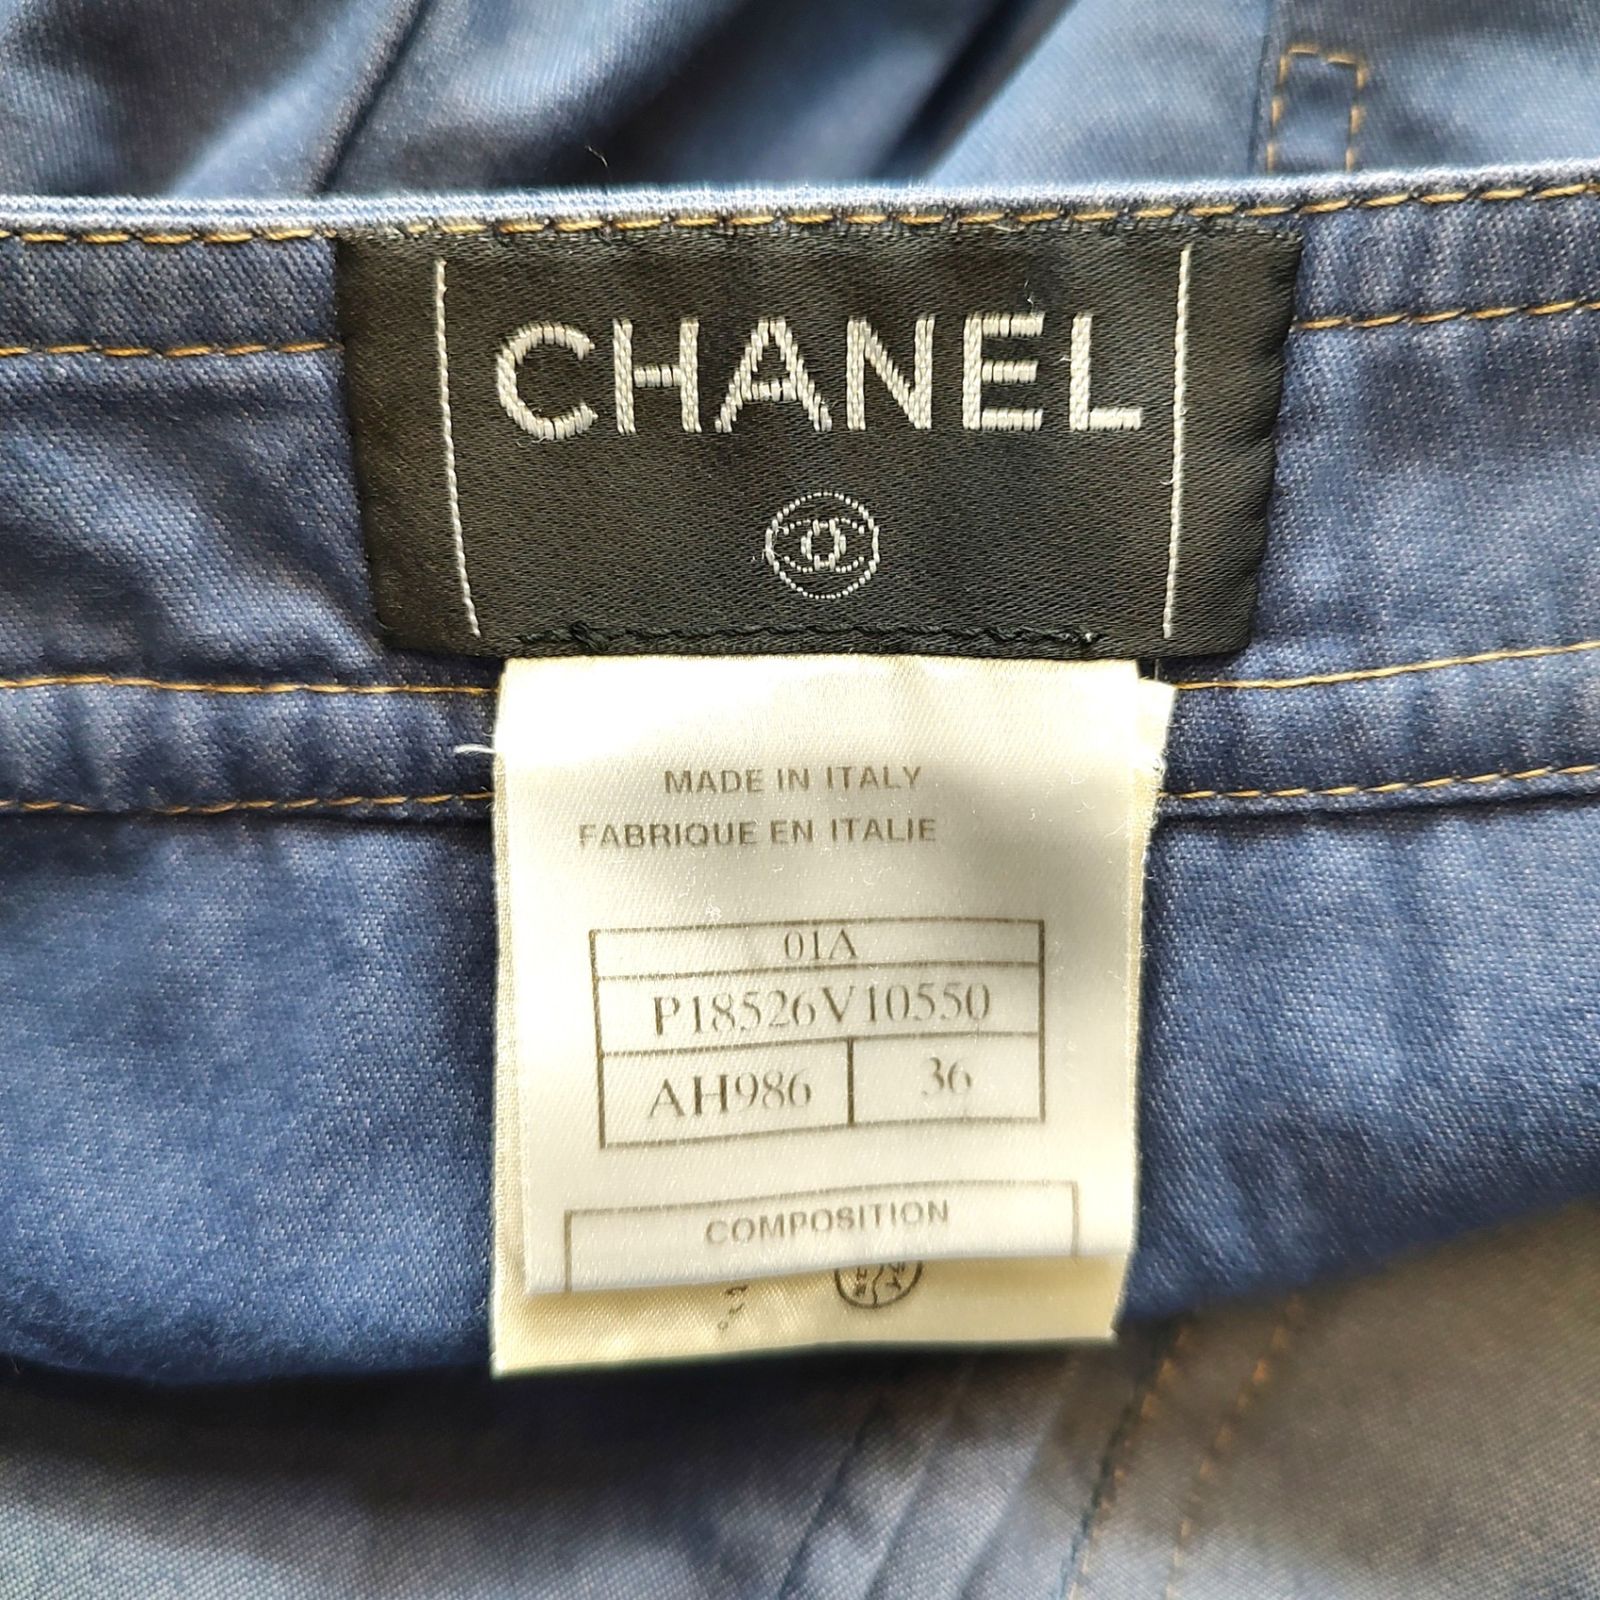 CHANEL
MADE IN ITALY
FABRIQUE EN ITALIE
01A
P18526V10550
AH986 36
COMPOSITION